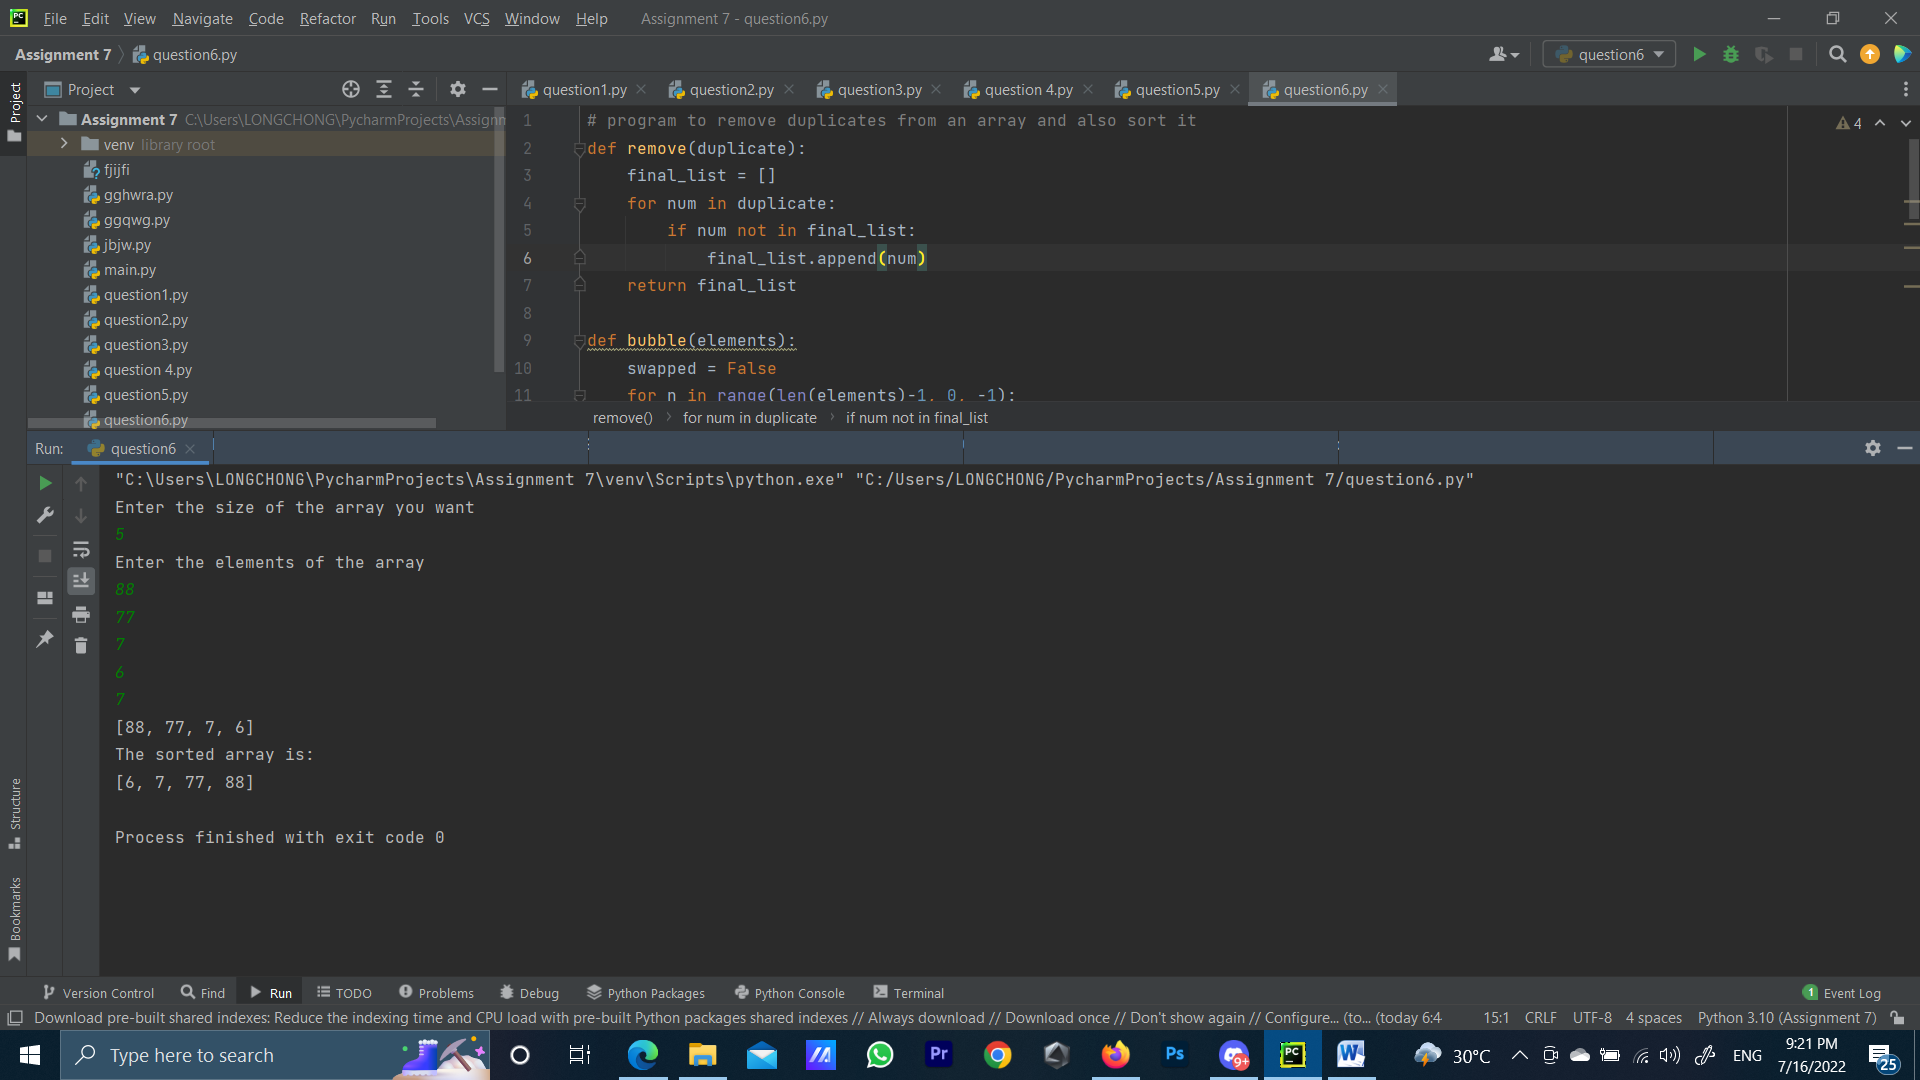 File Edit View Navigate Code Refactor Run Tools VCS Window Help Assignment 7 - question6.py
Assignment 7 question6.py question6
Project question1.py question2.py question3.py question 4.py question5.py question6.py
Project
Assignment 7 C:\Users\LONGCHONG\PycharmProjects\Assignm
venv library root
fjijfi
gghwra.py
ggqwg.py
jbjw.py
main.py
question1.py
question2.py
question3.py
question 4.py
question5.py
question6.py
1 # program to remove duplicates from an array and also sort it
4
2 def remove(duplicate):
3 final_list = []
4 for num in duplicate:
5 if num not in final_list:
6 final_list.append(num)
7 return final_list
8
9 def bubble(elements):
10 swapped = False
11 for n in range(len(elements)-1, 0, -1):
remove() for num in duplicate if num not in final_list
Run: question6
"C:\Users\LONGCHONG\PycharmProjects\Assignment 7\venv\Scripts\python.exe" "C:/Users/LONGCHONG/PycharmProjects/Assignment 7/question6.py"
Enter the size of the array you want
5
Enter the elements of the array
88
77
7
6
7
[88, 77, 7, 6]
The sorted array is:
[6, 7, 77, 88]
Process finished with exit code 0
Structure
Bookmarks
Version Control Find Run TODO Problems Debug Python Packages Python Console Terminal 1 Event Log
Download pre-built shared indexes: Reduce the indexing time and CPU load with pre-built Python packages shared indexes // Always download // Download once // Don't show again // Configure... (to... (today 6:4 15:1 CRLF UTF-8 4 spaces Python 3.10 (Assignment 7)
Type here to search 30°C ENG 9:21 PM
7/16/2022 25